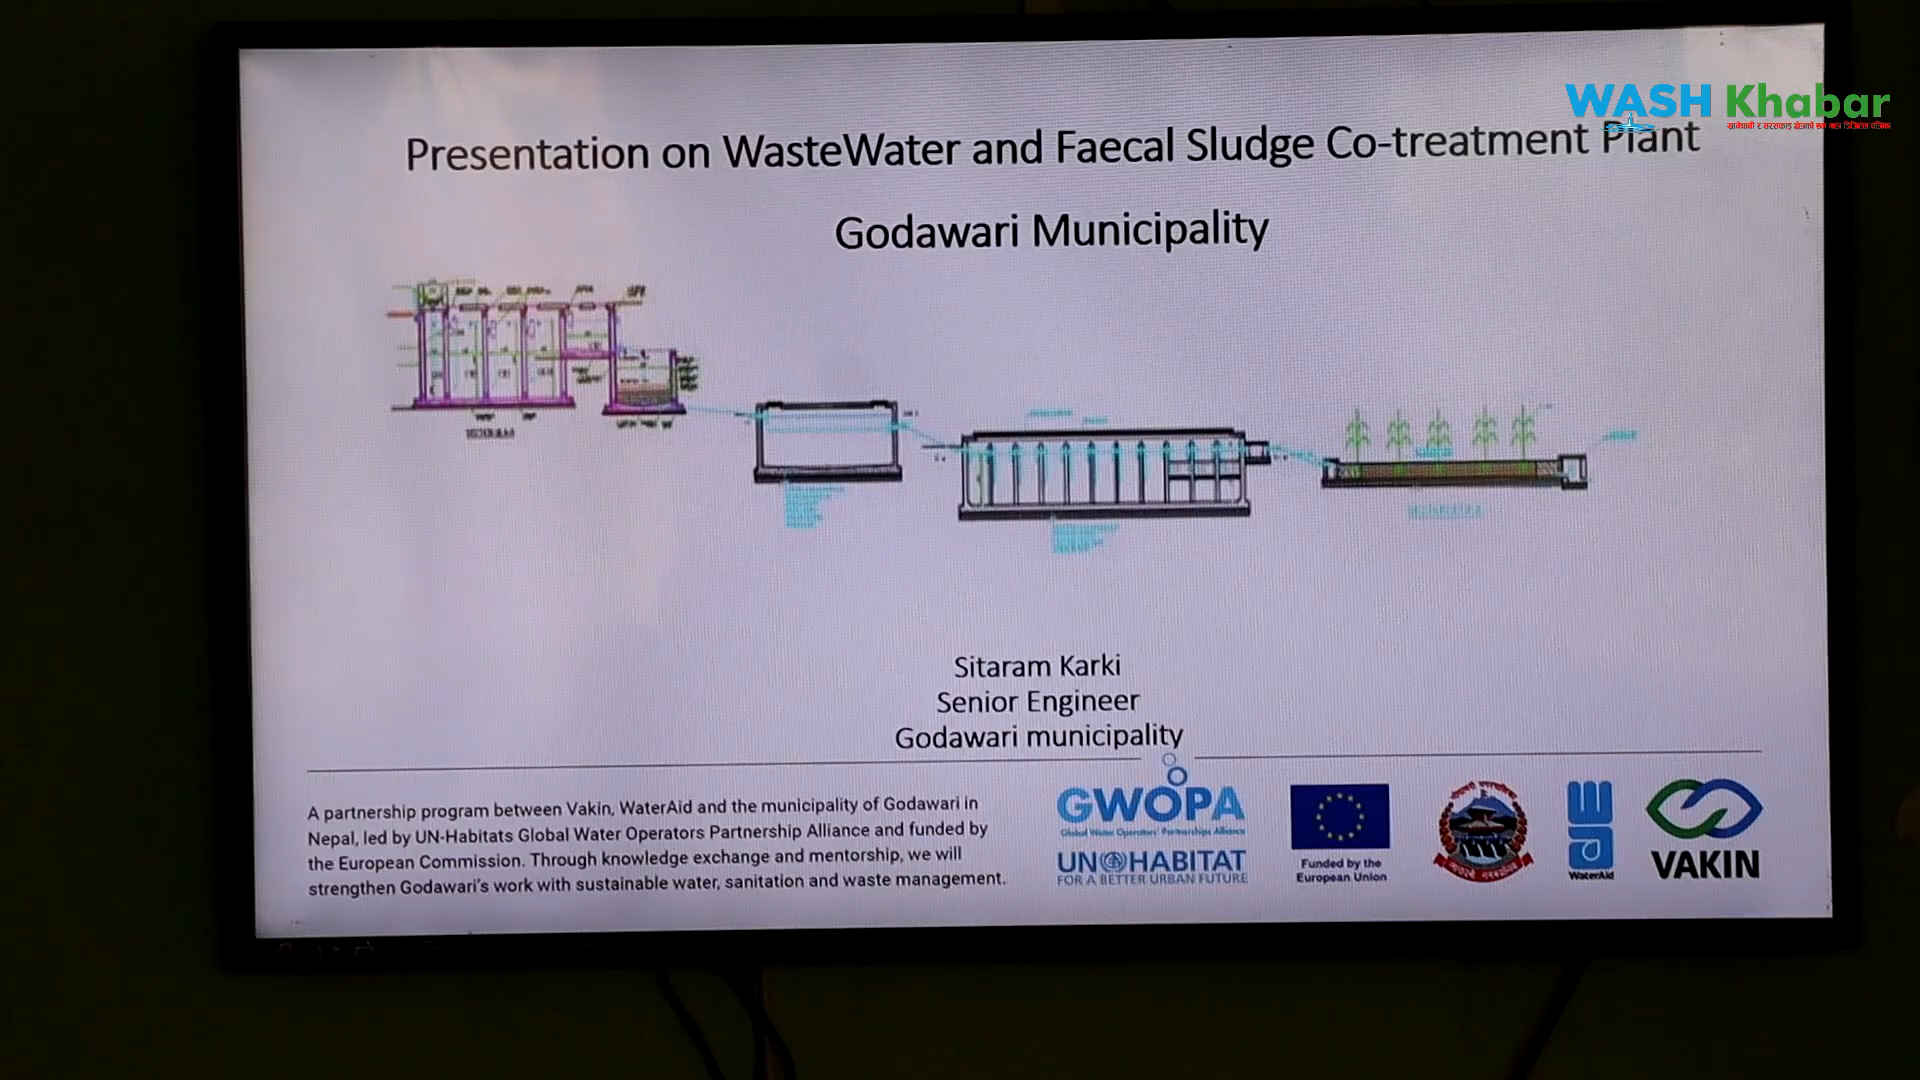 WASH Khabar
Presentation on WasteWater and Faecal Sludge Co-treatment Plant
Godawari Municipality
Sitaram Karki
Senior Engineer
Godawari municipality
A partnership program between Vakin, WaterAid and the municipality of Godawari in
Nepal, led by UN-Habitats Global Water Operators Partnership Alliance and funded by
the European Commission. Through knowledge exchange and mentorship, we will
strengthen Godawari's work with sustainable water, sanitation and waste management.
GWOPA
Global Water Operators' Partnerships Alliance
UN HABITAT
FOR A BETTER URBAN FUTURE
Funded by the
European Union
WaterAid
VAKIN